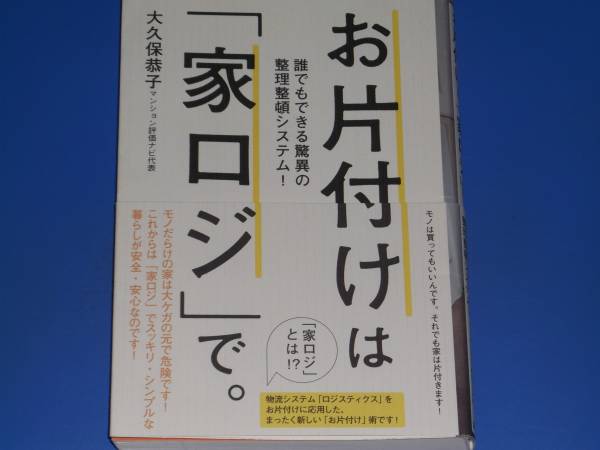 お片付けは
「家ロジ」で。
誰でもできる驚異の
整理整頓システム！
大久保恭子
マンション評価ナビ代表
モノは買ってもいいんです。それでも家は片付きます！
「家ロジ」
とは!?
物流システム「ロジスティクス」を
お片付けに応用した、
まったく新しい「お片付け」術です！
モノだらけの家は大ケガの元で危険です！
これからは「家ロジ」でスッキリ・シンプルな
暮らしが安全・安心なのです！